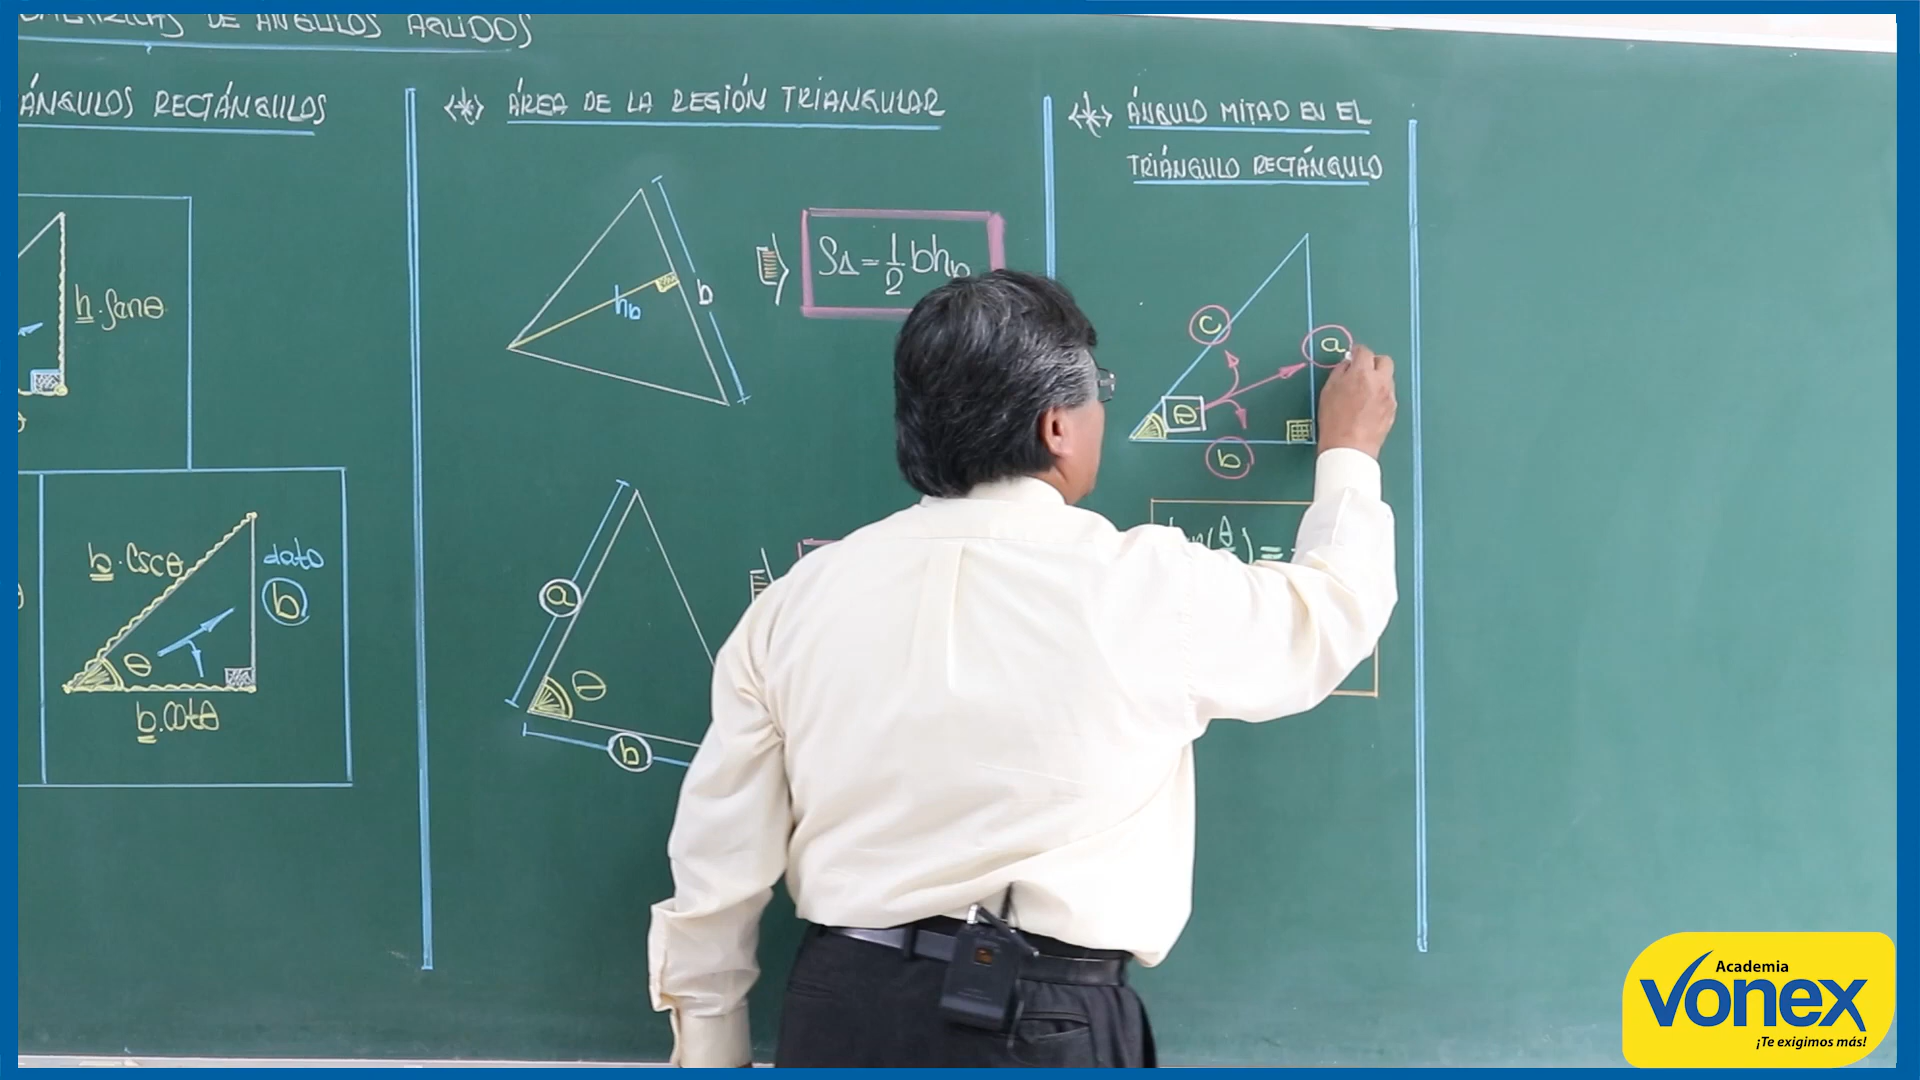 DE ÁNGULOS AGUDOS
ÁNGULOS RECTÁNGULOS
h.Senθ
b.Cscθ
dato
b
θ
b.Cotθ
<*> ÁREA DE LA REGIÓN TRIANGULAR
hb
b
S△=1/2 bhb
a
θ
b
<*> ÁNGULO MITAD EN EL
TRIÁNGULO RECTÁNGULO
c
a
θ
b
(θ ) =
Academia
Vonex
¡Te exigimos más!